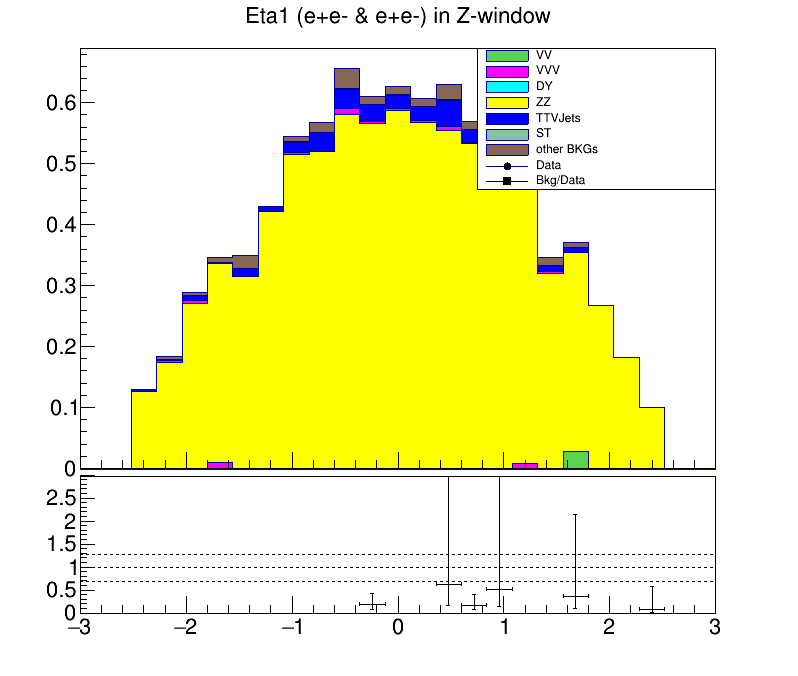 Eta1 (e+e- & e+e-) in Z-window
VV
VVV
DY
ZZ
TTVJets
ST
other BKGs
Data
Bkg/Data
0.6
0.5
0.4
0.3
0.2
0.1
0
2.5
2
1.5
1
0.5
0
−3 −2 −1 0 1 2 3